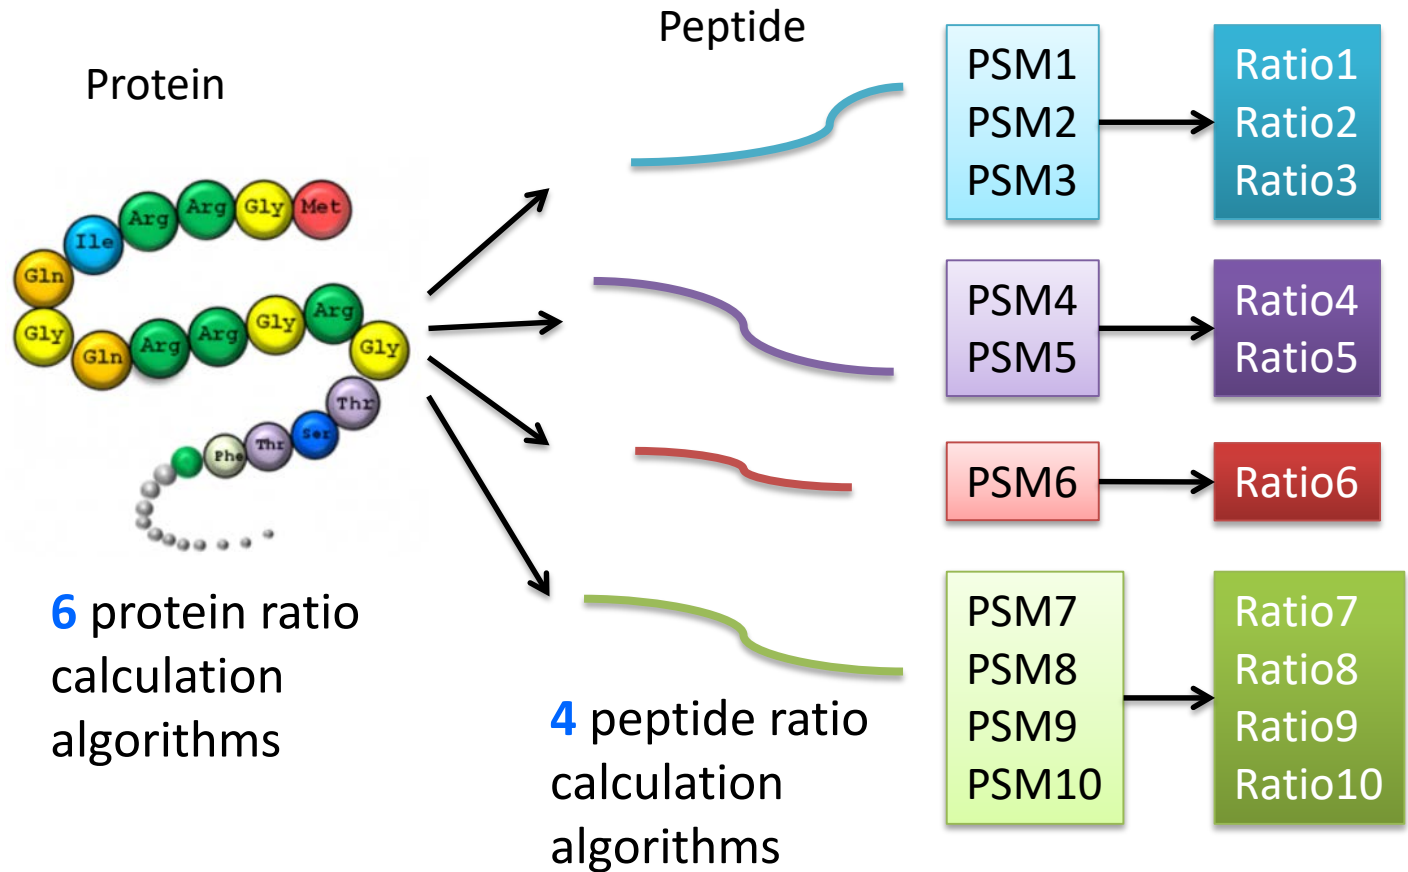 Peptide
Protein
Met
Gly
Arg
Arg
Ile
Gln
Gly
Gln
Arg
Arg
Gly
Arg
Gly
Thr
Ser
Thr
Phe
6 protein ratio
calculation
algorithms
4 peptide ratio
calculation
algorithms
PSM1
PSM2
PSM3
Ratio1
Ratio2
Ratio3
PSM4
PSM5
Ratio4
Ratio5
PSM6
Ratio6
PSM7
PSM8
PSM9
PSM10
Ratio7
Ratio8
Ratio9
Ratio10